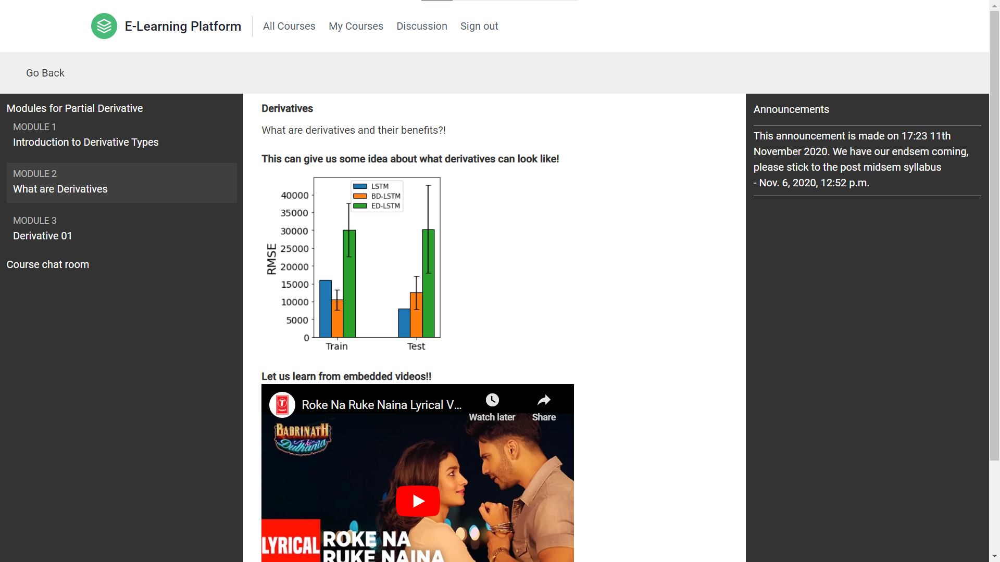 E-Learning Platform
All Courses
My Courses
Discussion
Sign out
Go Back
Modules for Partial Derivative
MODULE 1
Introduction to Derivative Types
MODULE 2
What are Derivatives
MODULE 3
Derivative 01
Course chat room
Derivatives
What are derivatives and their benefits?!
This can give us some idea about what derivatives can look like!
LSTM
BD-LSTM
ED-LSTM
40000
35000
30000
25000
20000
15000
10000
5000
0
RMSE
Train
Test
Let us learn from embedded videos!!
T
SERIES
Roke Na Ruke Naina Lyrical V...
Watch later
Share
BADRINATH
Ki
Dulhania
LYRICAL
ROKE NA
RUKE NAINA
Announcements
This announcement is made on 17:23 11th
November 2020. We have our endsem coming,
please stick to the post midsem syllabus
- Nov. 6, 2020, 12:52 p.m.